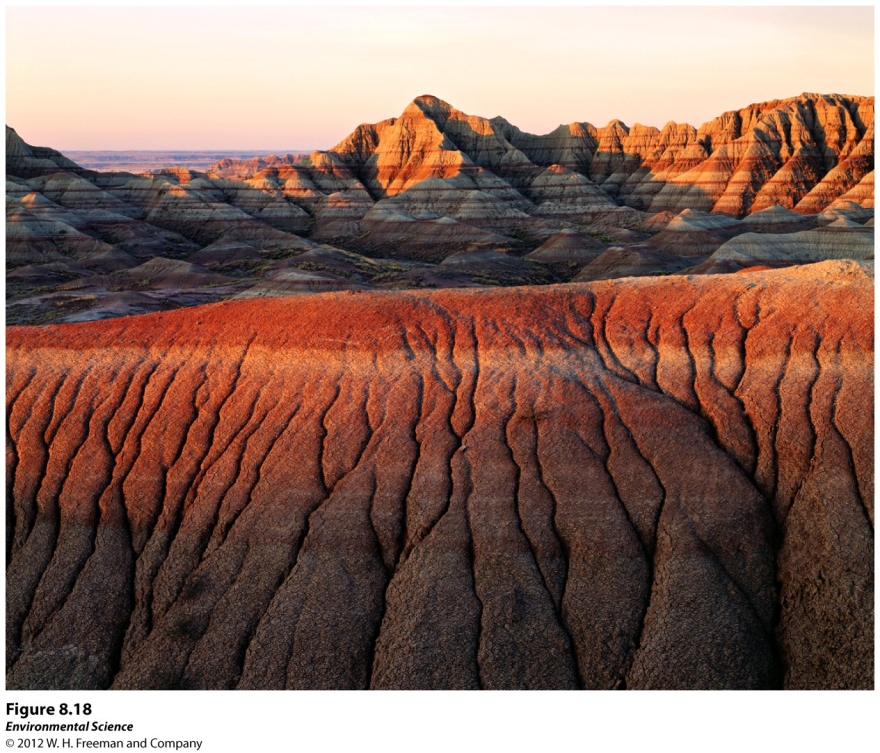 Figure 8.18
Environmental Science
© 2012 W. H. Freeman and Company